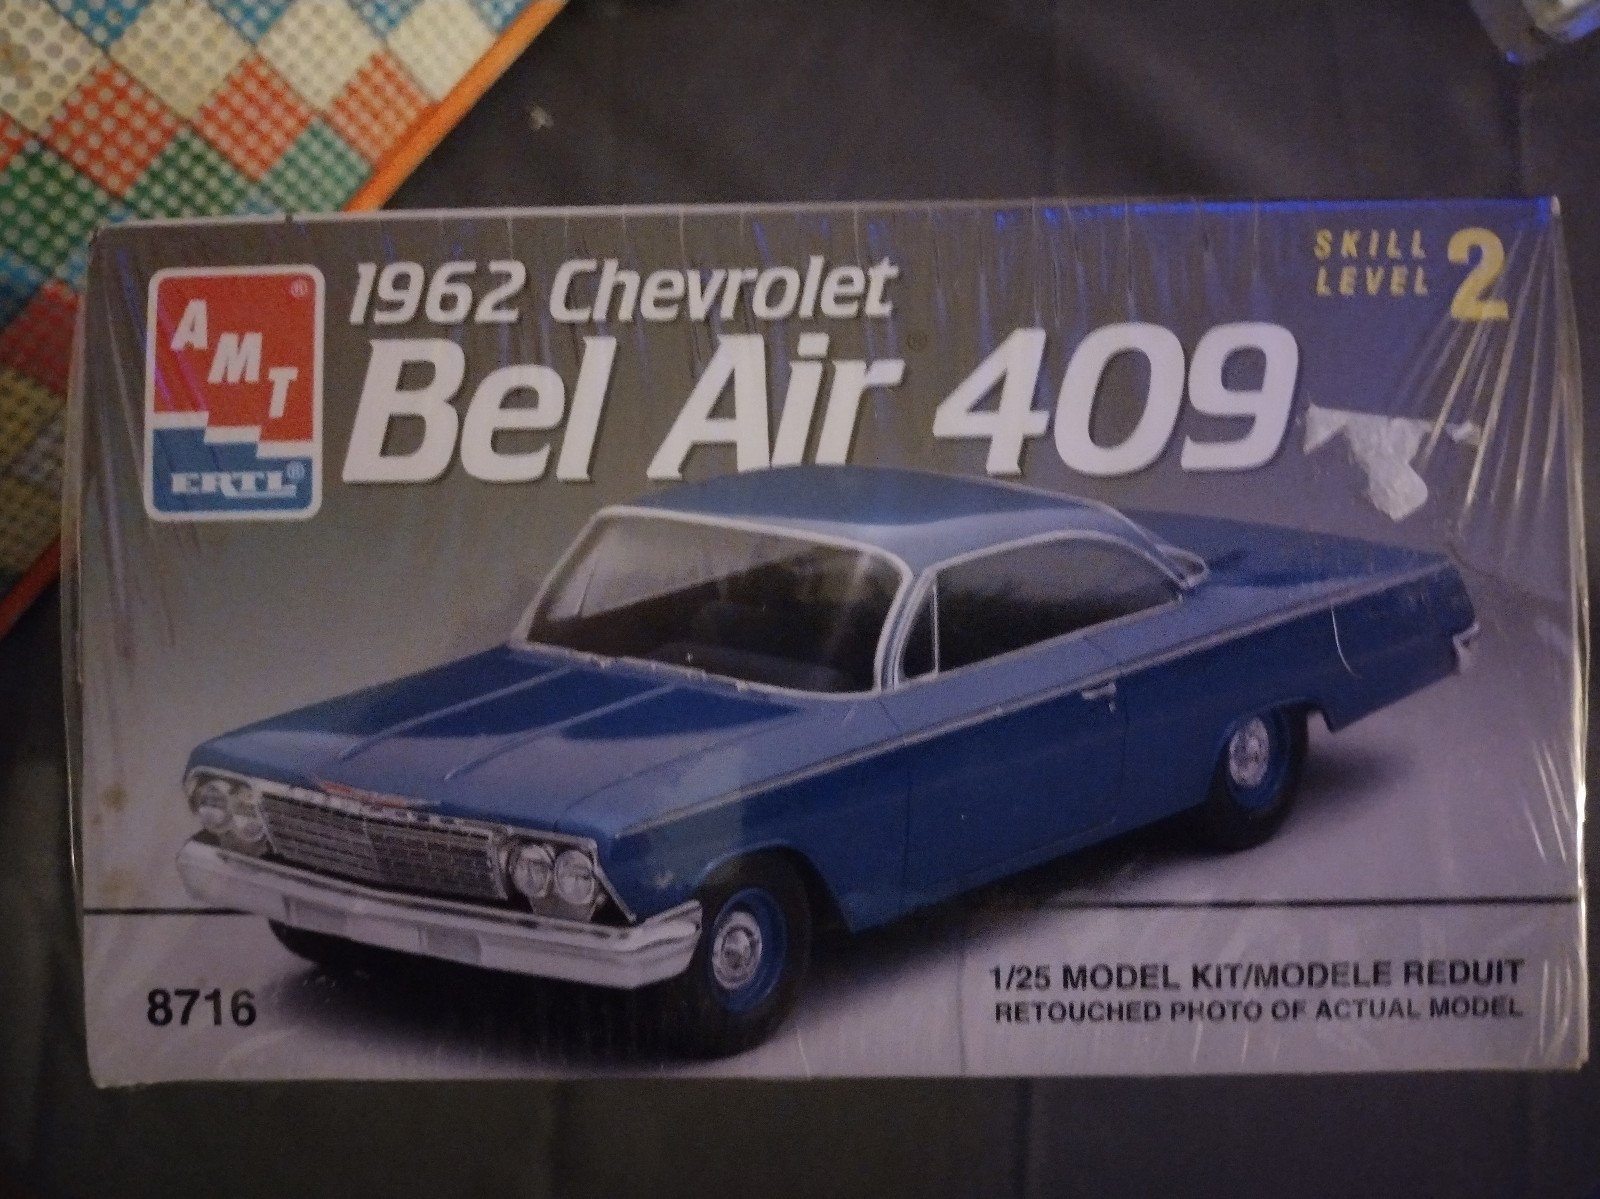 AMT ®
ERTL ®
1962 Chevrolet
Bel Air ® 409
SKILL
LEVEL 2
8716
1/25 MODEL KIT/MODELE REDUIT
RETOUCHED PHOTO OF ACTUAL MODEL